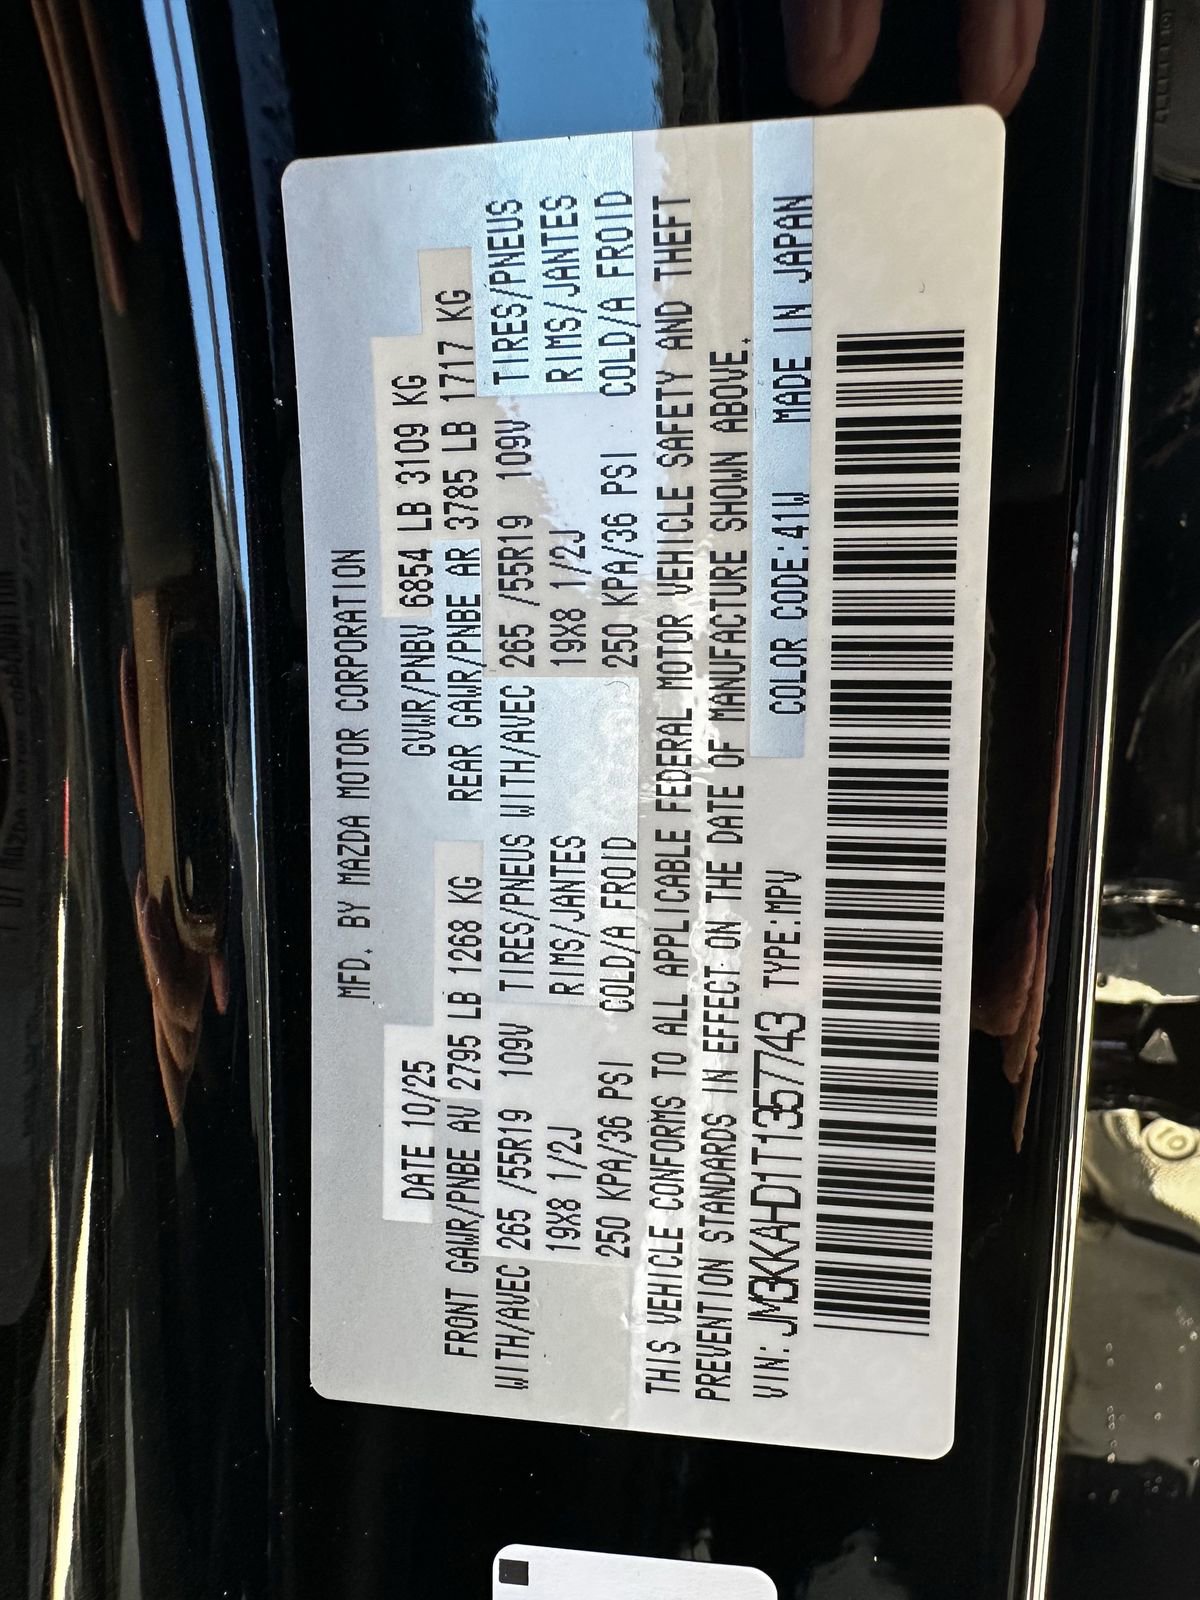 MFD. BY MAZDA MOTOR CORPORATION
DATE 10/25 GVWR/PNBV 6854 LB 3109 KG
FRONT GAWR/PNBE AV 2795 LB 1268 KG REAR GAWR/PNBE AR 3785 LB 1717 KG
WITH/AVEC 265 /55R19 109V TIRES/PNEUS WITH/AVEC 265 /55R19 109V TIRES/PNEUS
19X8 1/2J RIMS/JANTES 19X8 1/2J RIMS/JANTES
250 KPA/36 PSI COLD/A FROID 250 KPA/36 PSI COLD/A FROID
THIS VEHICLE CONFORMS TO ALL APPLICABLE FEDERAL MOTOR VEHICLE SAFETY AND THEFT
PREVENTION STANDARDS IN EFFECT ON THE DATE OF MANUFACTURE SHOWN ABOVE.
VIN: JM3KKAHD1T1357743 TYPE:MPV COLOR CODE:41W MADE IN JAPAN